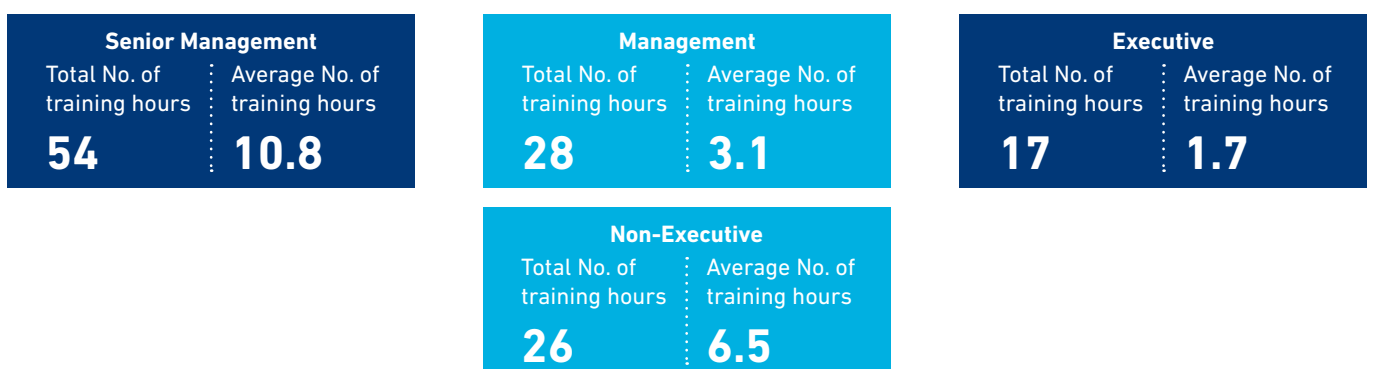 Senior Management
Total No. of training hours
54
Average No. of training hours
10.8
Management
Total No. of training hours
28
Average No. of training hours
3.1
Executive
Total No. of training hours
17
Average No. of training hours
1.7
Non-Executive
Total No. of training hours
26
Average No. of training hours
6.5